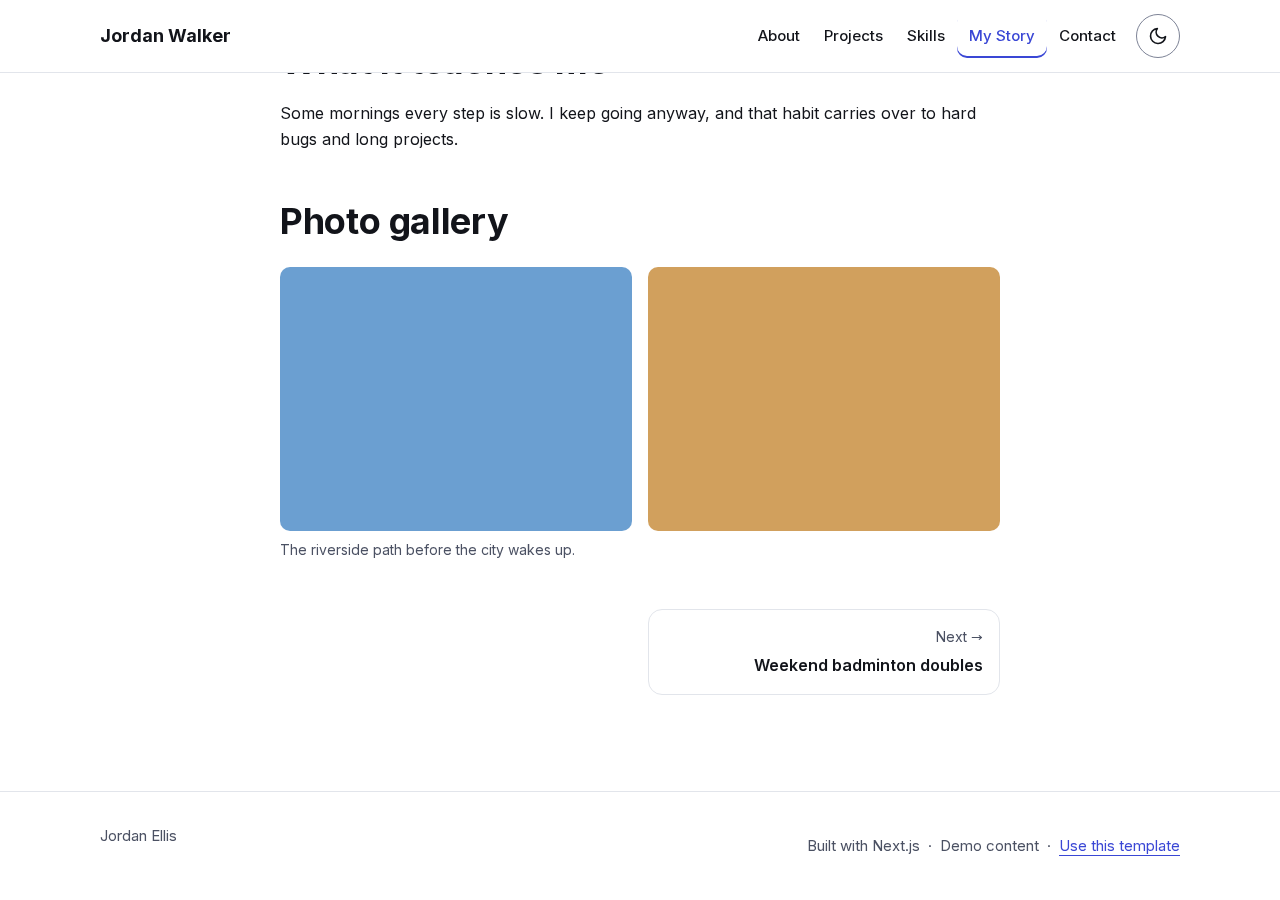 Jordan Walker
About Projects Skills My Story Contact
Some mornings every step is slow. I keep going anyway, and that habit carries over to hard
bugs and long projects.
Photo gallery
The riverside path before the city wakes up.
Next →
Weekend badminton doubles
Jordan Ellis
Built with Next.js · Demo content · Use this template